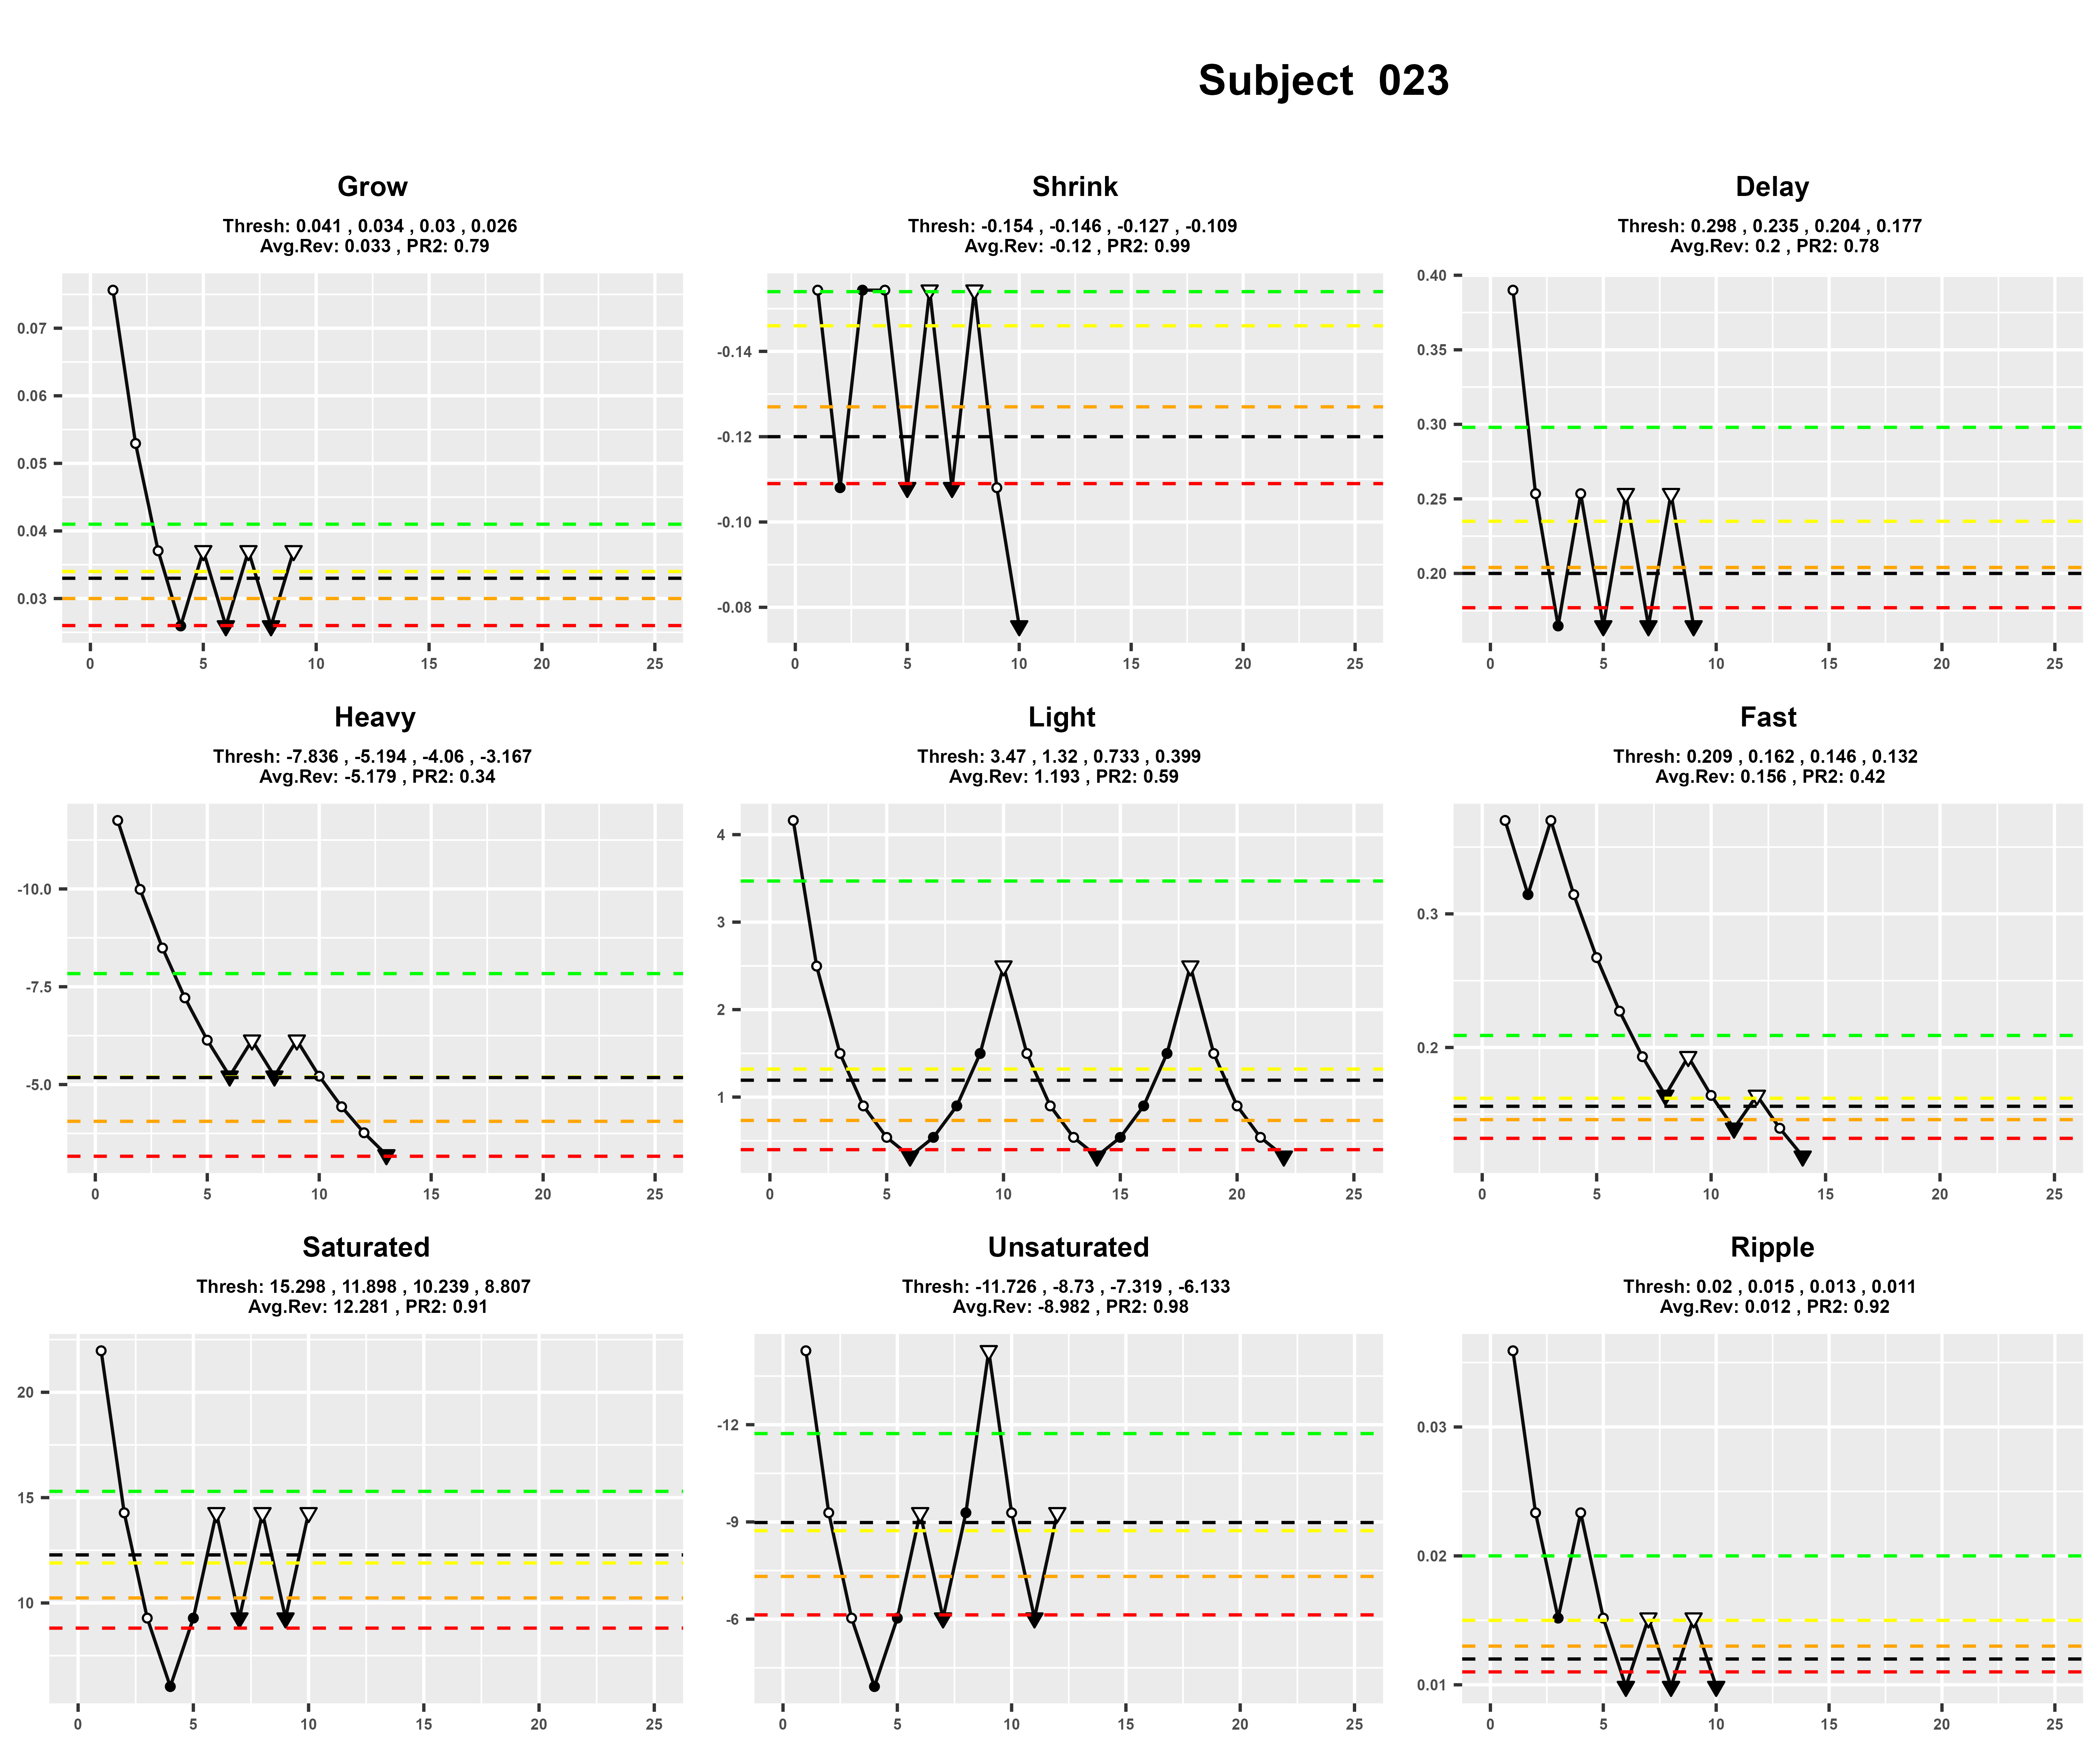 Subject  023
Grow
Thresh: 0.041 , 0.034 , 0.03 , 0.026
Avg.Rev: 0.033 , PR2: 0.79
0.07
0.06
0.05
0.04
0.03
0 5 10 15 20 25
Shrink
Thresh: -0.154 , -0.146 , -0.127 , -0.109
Avg.Rev: -0.12 , PR2: 0.99
-0.14
-0.12
-0.10
-0.08
0 5 10 15 20 25
Delay
Thresh: 0.298 , 0.235 , 0.204 , 0.177
Avg.Rev: 0.2 , PR2: 0.78
0.40
0.35
0.30
0.25
0.20
0 5 10 15 20 25
Heavy
Thresh: -7.836 , -5.194 , -4.06 , -3.167
Avg.Rev: -5.179 , PR2: 0.34
-10.0
-7.5
-5.0
0 5 10 15 20 25
Light
Thresh: 3.47 , 1.32 , 0.733 , 0.399
Avg.Rev: 1.193 , PR2: 0.59
4
3
2
1
0 5 10 15 20 25
Fast
Thresh: 0.209 , 0.162 , 0.146 , 0.132
Avg.Rev: 0.156 , PR2: 0.42
0.3
0.2
0 5 10 15 20 25
Saturated
Thresh: 15.298 , 11.898 , 10.239 , 8.807
Avg.Rev: 12.281 , PR2: 0.91
20
15
10
0 5 10 15 20 25
Unsaturated
Thresh: -11.726 , -8.73 , -7.319 , -6.133
Avg.Rev: -8.982 , PR2: 0.98
-12
-9
-6
0 5 10 15 20 25
Ripple
Thresh: 0.02 , 0.015 , 0.013 , 0.011
Avg.Rev: 0.012 , PR2: 0.92
0.03
0.02
0.01
0 5 10 15 20 25